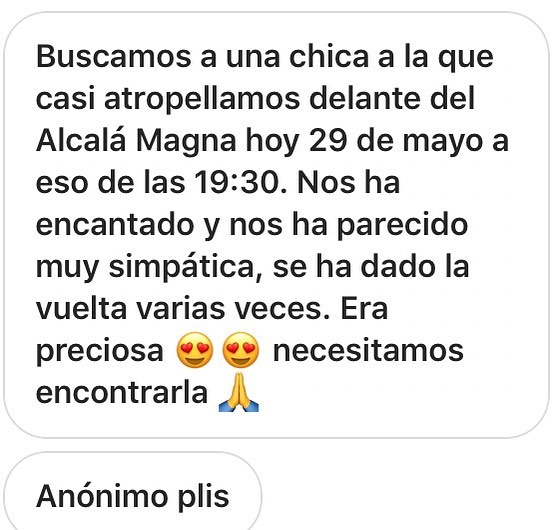 Buscamos a una chica a la que
casi atropellamos delante del
Alcalá Magna hoy 29 de mayo a
eso de las 19:30. Nos ha
encantado y nos ha parecido
muy simpática, se ha dado la
vuelta varias veces. Era
preciosa 😍😍 necesitamos
encontrarla 🙏
Anónimo plis